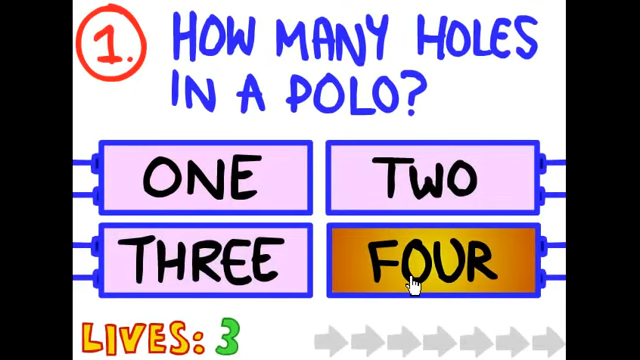 1. HOW MANY HOLES
IN A POLO?
ONE
TWO
THREE
FOUR
LIVES: 3